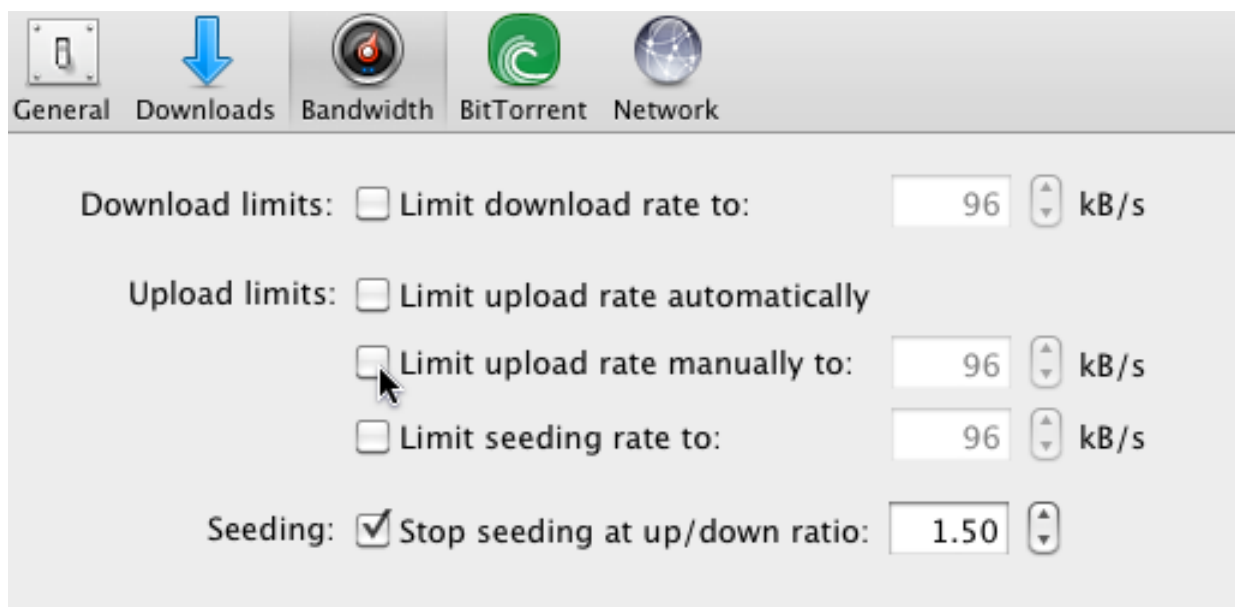 General Downloads Bandwidth BitTorrent Network
Download limits: Limit download rate to: 96 kB/s
Upload limits: Limit upload rate automatically
Limit upload rate manually to: 96 kB/s
Limit seeding rate to: 96 kB/s
Seeding: Stop seeding at up/down ratio: 1.50